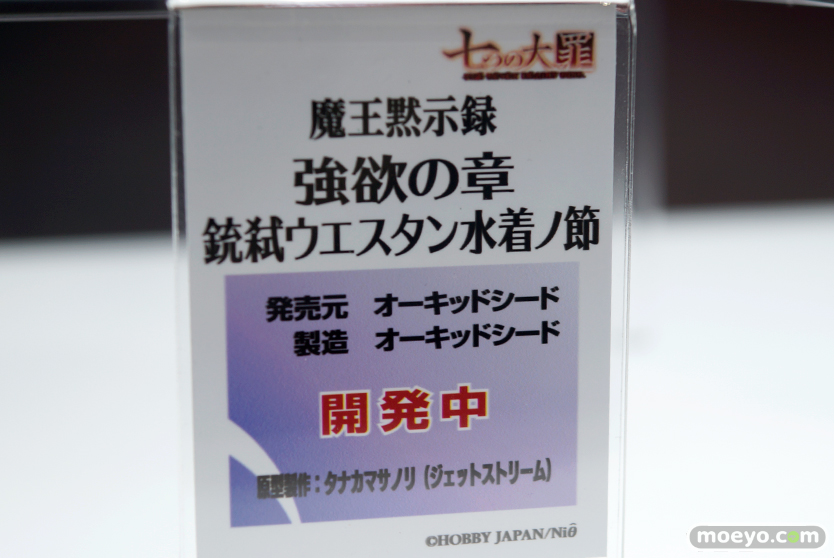 七つの大罪
魔王黙示録
強欲の章
銃弑ウエスタン水着ノ節
発売元 オーキッドシード
製造 オーキッドシード
開発中
原型製作：タナカマサノリ（ジェットストリーム）
©HOBBY JAPAN/Niθ
moeyo.com